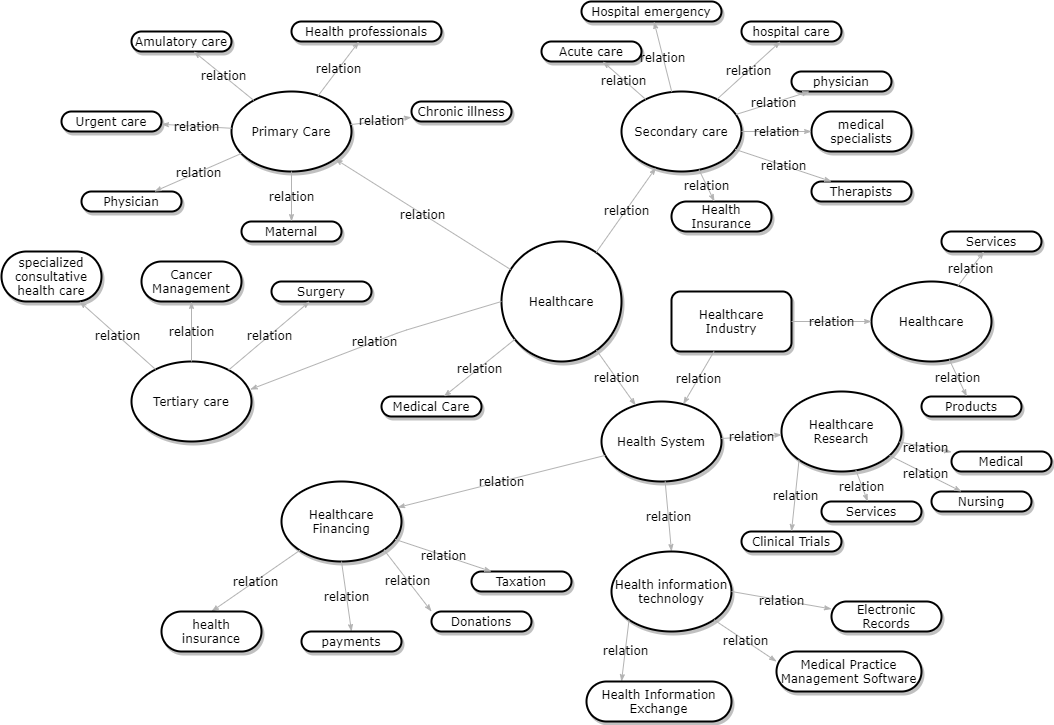 Hospital emergency
Health professionals
hospital care
Amulatory care
Acute care
relation
relation
relation
relation
relation
physician
relation
Chronic illness
relation
Urgent care
relation
relation
Primary Care
Secondary care
relation
medical
specialists
relation
relation
relation
Therapists
Physician
relation
Maternal
relation
relation
Health
Insurance
Services
specialized
consultative
health care
Cancer
Management
Surgery
relation
Healthcare
Healthcare
Industry
relation
Healthcare
relation
relation
relation
relation
relation
relation
relation
relation
Tertiary care
Medical Care
Products
Health System
relation
Healthcare
Research
relation
Medical
relation
relation
relation
relation
Nursing
Services
Clinical Trials
Healthcare
Financing
relation
relation
relation
relation
relation
relation
Taxation
Health information
technology
relation
Electronic
Records
health
insurance
payments
Donations
relation
relation
Medical Practice
Management Software
Health Information
Exchange